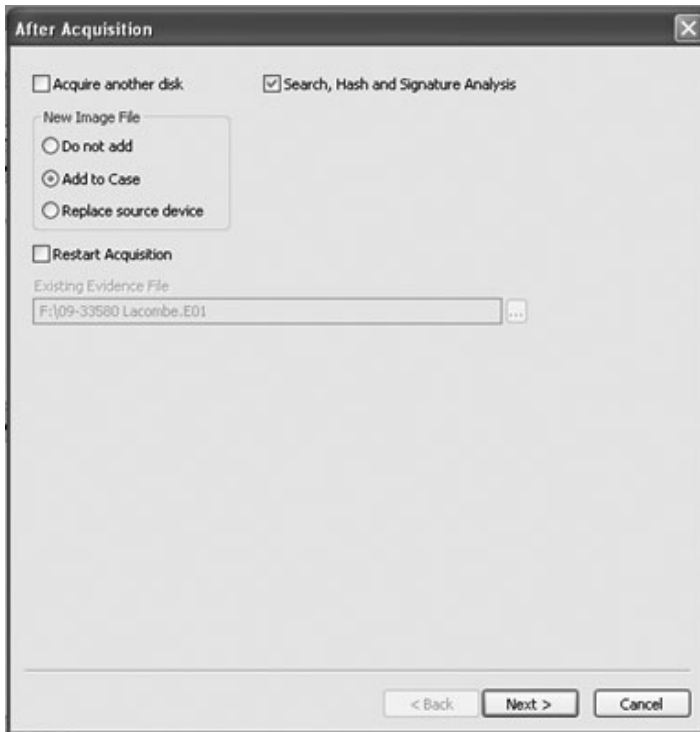 After Acquisition
Acquire another disk
Search, Hash and Signature Analysis
New Image File
Do not add
Add to Case
Replace source device
Restart Acquisition
Existing Evidence File
F:\09-33580 Lacombe.E01
...
< Back
Next >
Cancel